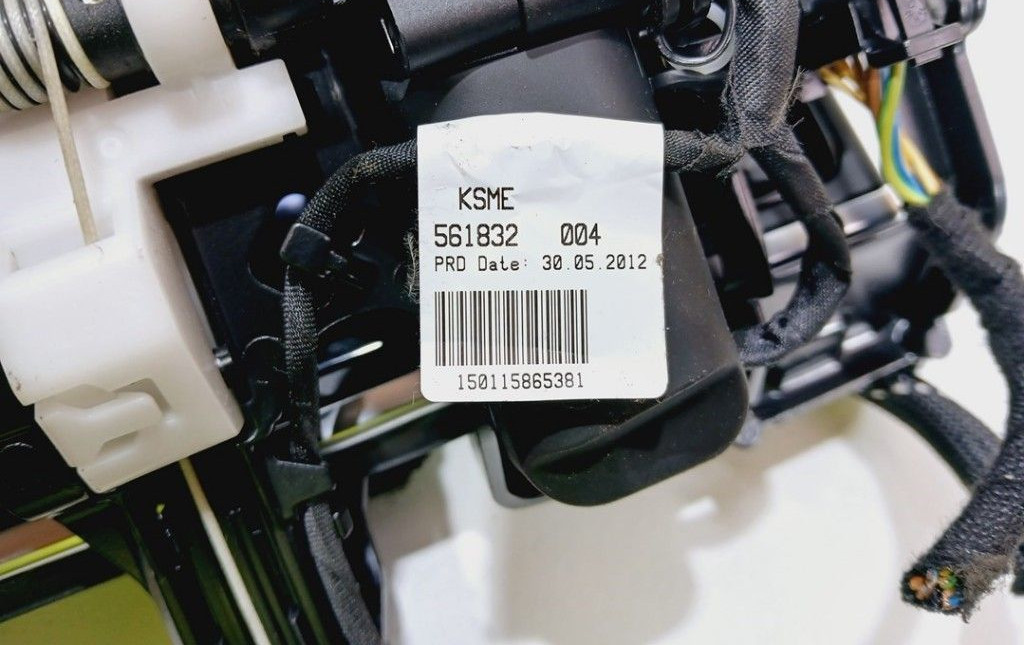 KSME
561832 004
PRD Date: 30.05.2012
150115865381